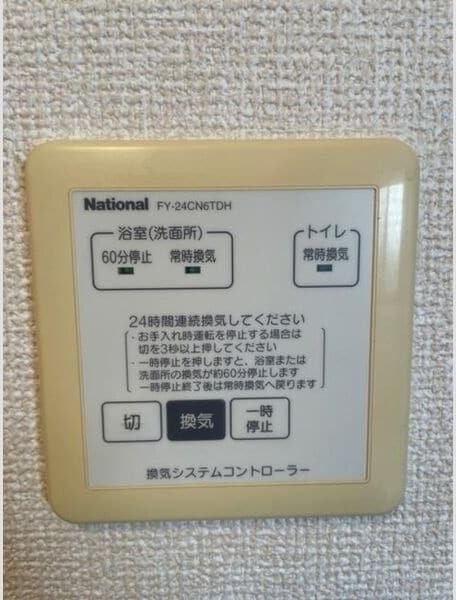 National FY-24CN6TDH
浴室(洗面所)
60分停止 常時換気
トイレ
常時換気
24時間連続換気してください
・お手入れ時運転を停止する場合は
切を3秒以上押してください
・一時停止を押しますと、浴室または
洗面所の換気が約60分停止します
一時停止終了後は常時換気へ戻ります
切 換気 一時
停止
換気システムコントローラー